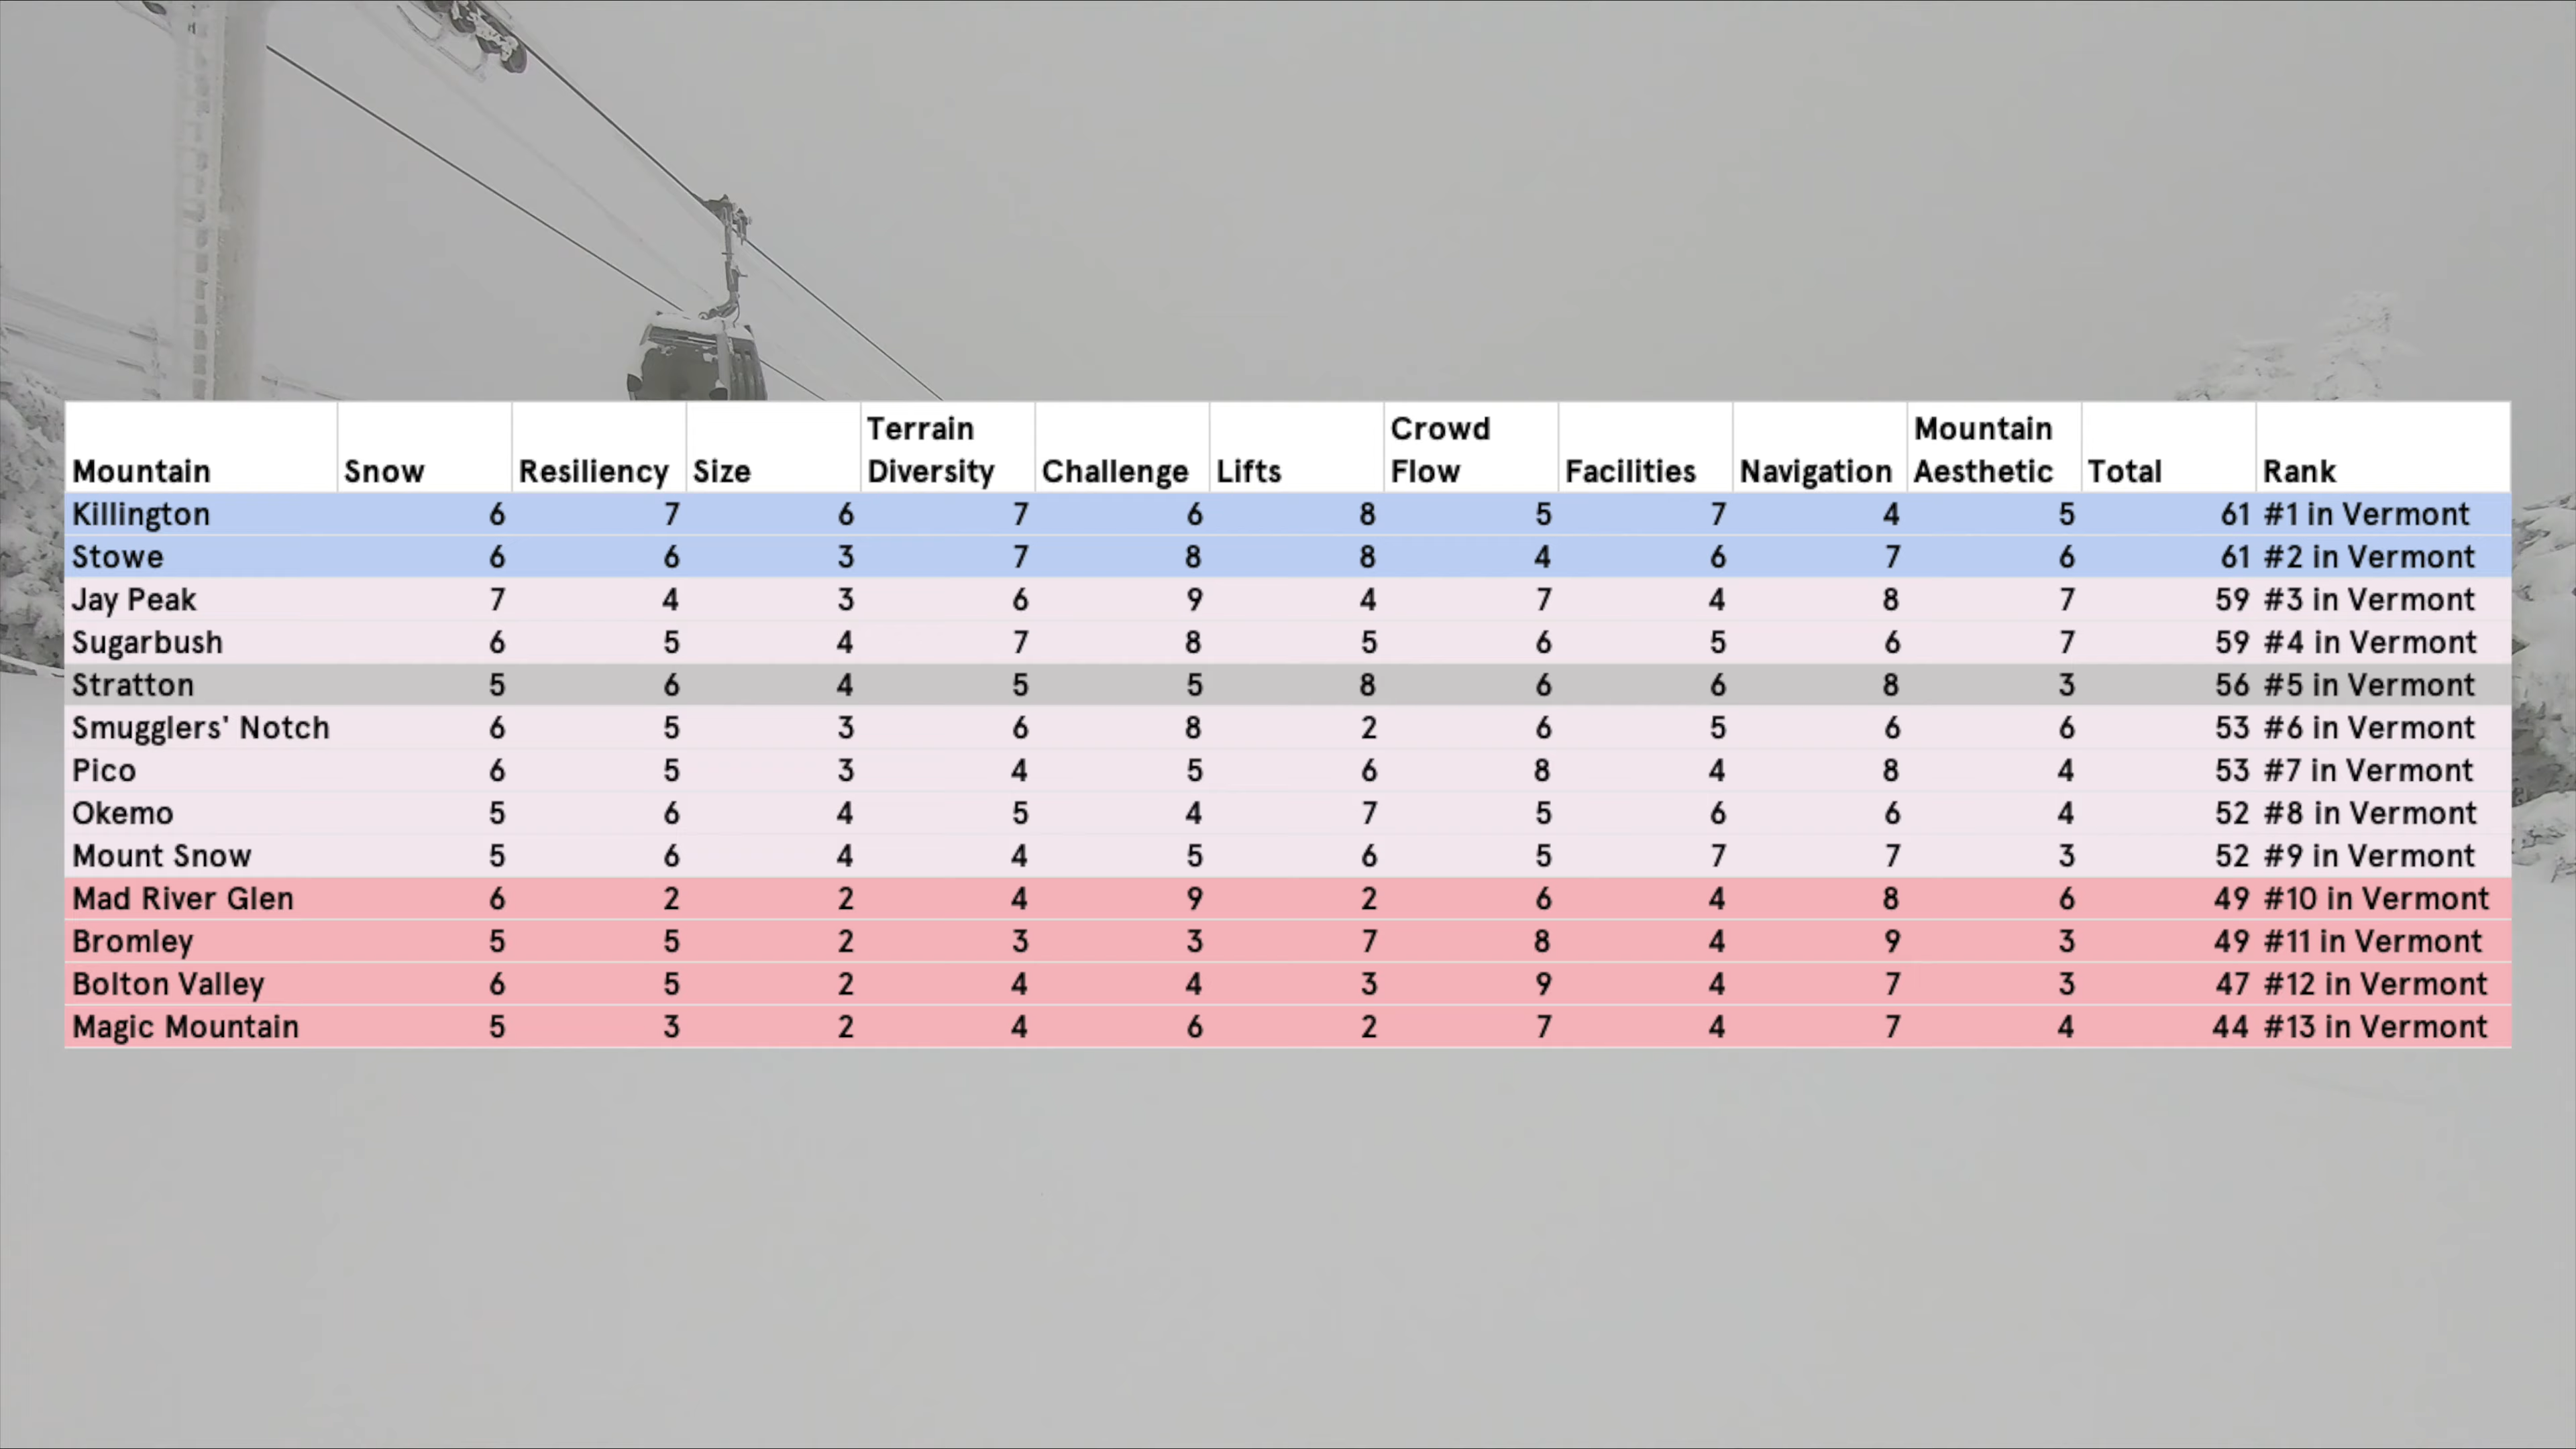 Mountain Snow Resiliency Size Terrain Diversity Challenge Lifts Crowd Flow Facilities Navigation Mountain Aesthetic Total Rank
Killington 6 7 6 7 6 8 5 7 4 5 61 #1 in Vermont
Stowe 6 6 3 7 8 8 4 6 7 6 61 #2 in Vermont
Jay Peak 7 4 3 6 9 4 7 4 8 7 59 #3 in Vermont
Sugarbush 6 5 4 7 8 5 6 5 6 7 59 #4 in Vermont
Stratton 5 6 4 5 5 8 6 6 8 3 56 #5 in Vermont
Smugglers' Notch 6 5 3 6 8 2 6 5 6 6 53 #6 in Vermont
Pico 6 5 3 4 5 6 8 4 8 4 53 #7 in Vermont
Okemo 5 6 4 5 4 7 5 6 6 4 52 #8 in Vermont
Mount Snow 5 6 4 4 5 6 5 7 7 3 52 #9 in Vermont
Mad River Glen 6 2 2 4 9 2 6 4 8 6 49 #10 in Vermont
Bromley 5 5 2 3 3 7 8 4 9 3 49 #11 in Vermont
Bolton Valley 6 5 2 4 4 3 9 4 7 3 47 #12 in Vermont
Magic Mountain 5 3 2 4 6 2 7 4 7 4 44 #13 in Vermont